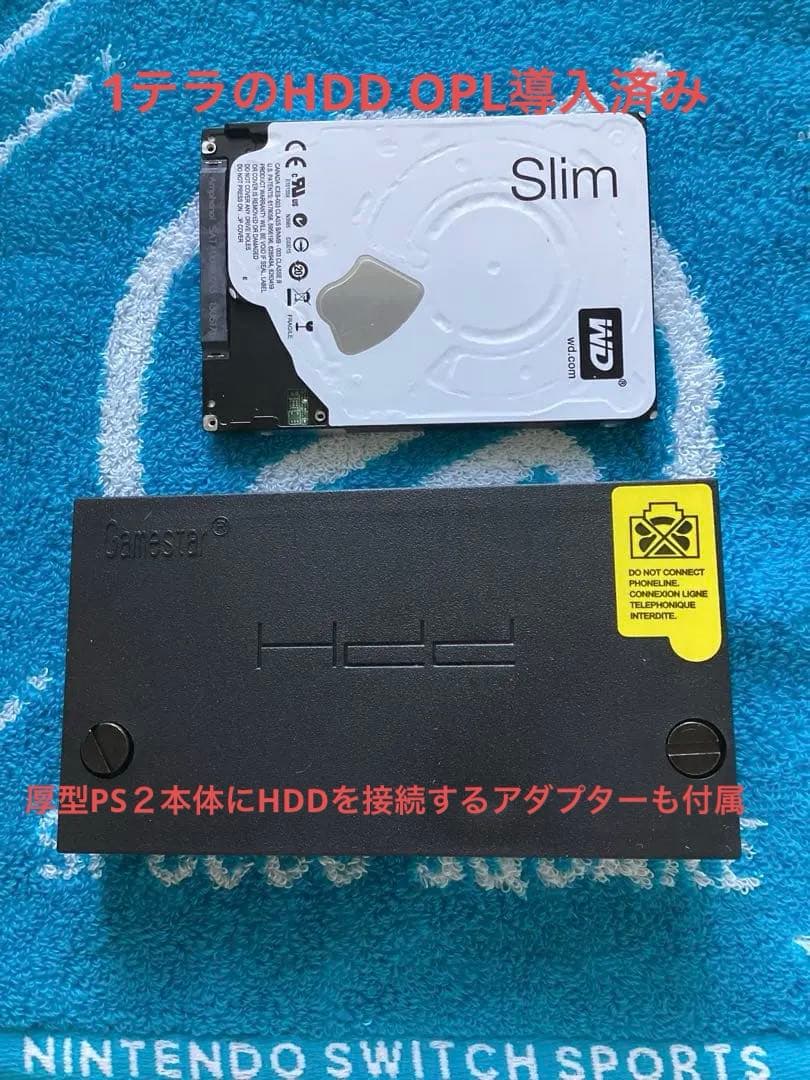 1テラのHDD OPL導入済み
Slim
WD®
wd.com
FRAGILE
Gamestar®
Hdd
DO NOT CONNECT
PHONELINE.
CONNEXION LIGNE
TELEPHONIQUE
INTERDITE.
厚型PS２本体にHDDを接続するアダプターも付属
NINTENDO SWITCH SPORTS